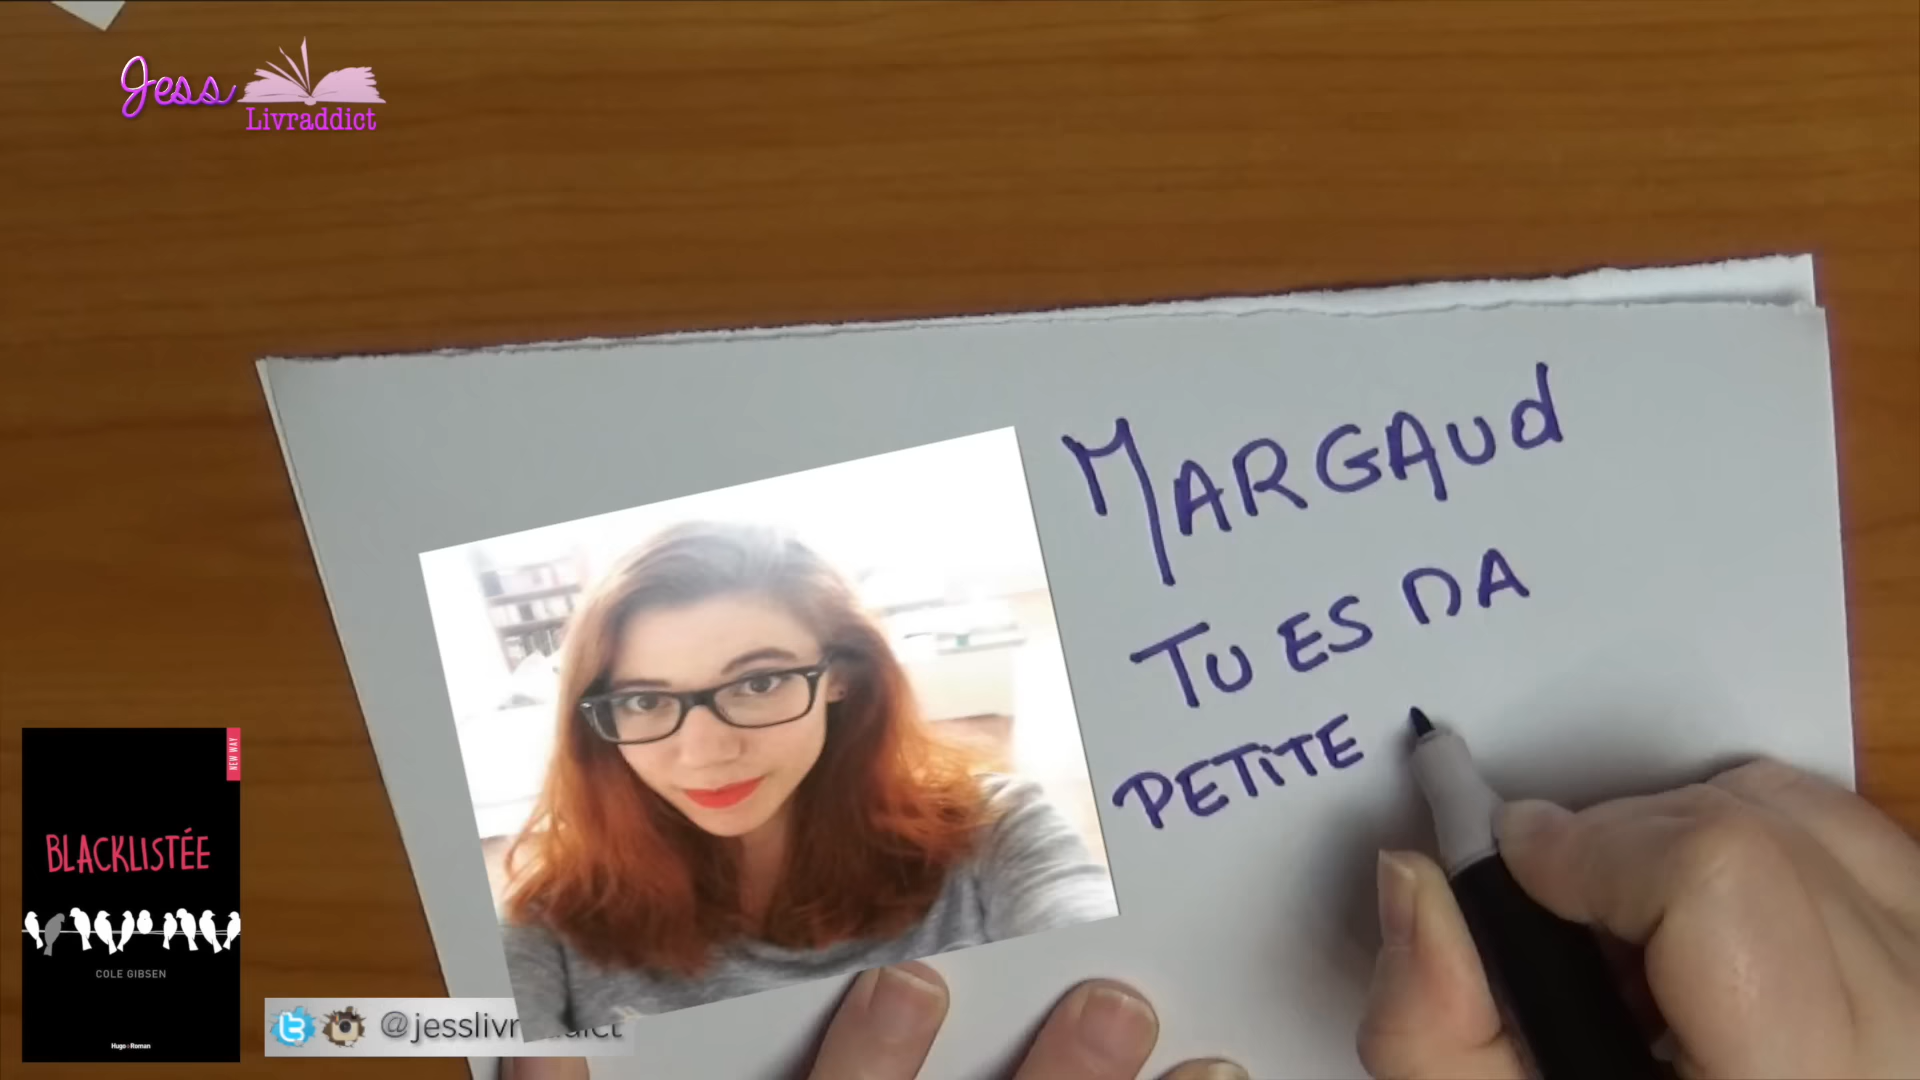 Jess
Livraddict
MARGAUd
TU ES DA
PETITE
NEW WAY
BLACKLISTÉE
COLE GIBSEN
Hugo Roman